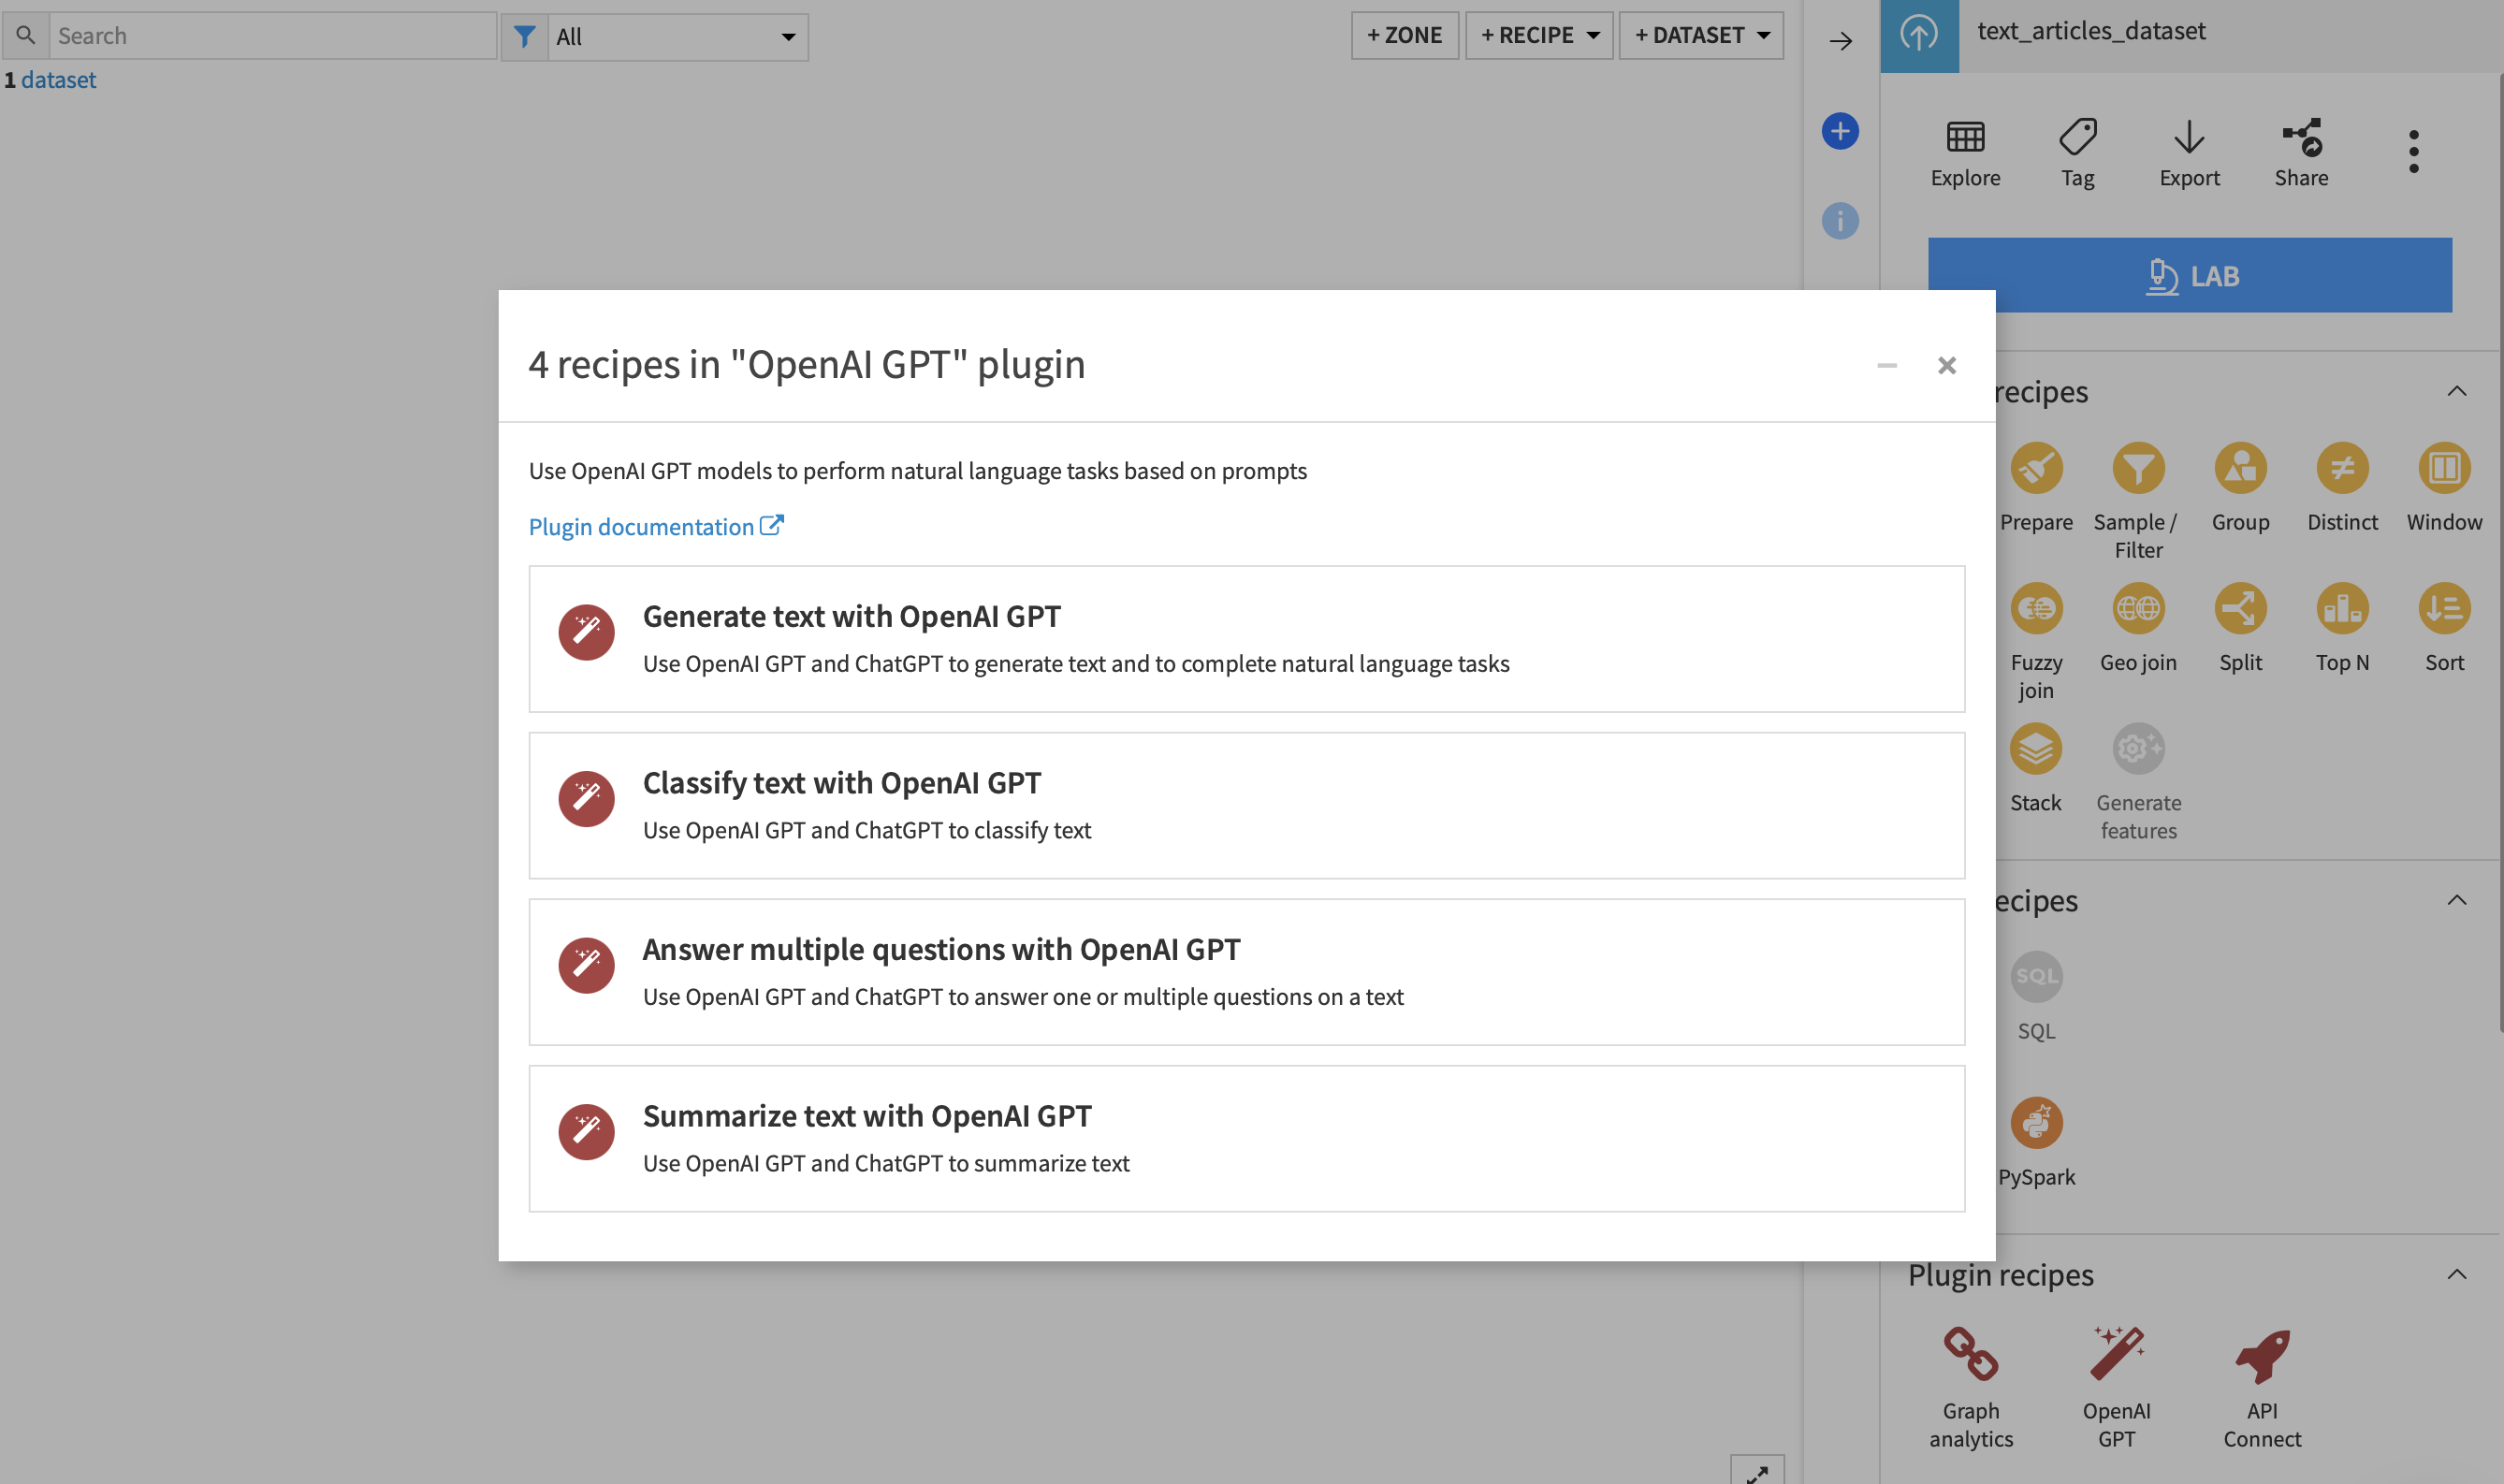 Search
All
+ ZONE
+ RECIPE
+ DATASET
1 dataset
text_articles_dataset
Explore
Tag
Export
Share
LAB
4 recipes in "OpenAI GPT" plugin
Use OpenAI GPT models to perform natural language tasks based on prompts
Plugin documentation
Generate text with OpenAI GPT
Use OpenAI GPT and ChatGPT to generate text and to complete natural language tasks
Classify text with OpenAI GPT
Use OpenAI GPT and ChatGPT to classify text
Answer multiple questions with OpenAI GPT
Use OpenAI GPT and ChatGPT to answer one or multiple questions on a text
Summarize text with OpenAI GPT
Use OpenAI GPT and ChatGPT to summarize text
recipes
Prepare
Sample /
Filter
Group
Distinct
Window
Fuzzy
join
Geo join
Split
Top N
Sort
Stack
Generate
features
ecipes
SQL
SQL
PySpark
Plugin recipes
Graph
analytics
OpenAI
GPT
API
Connect